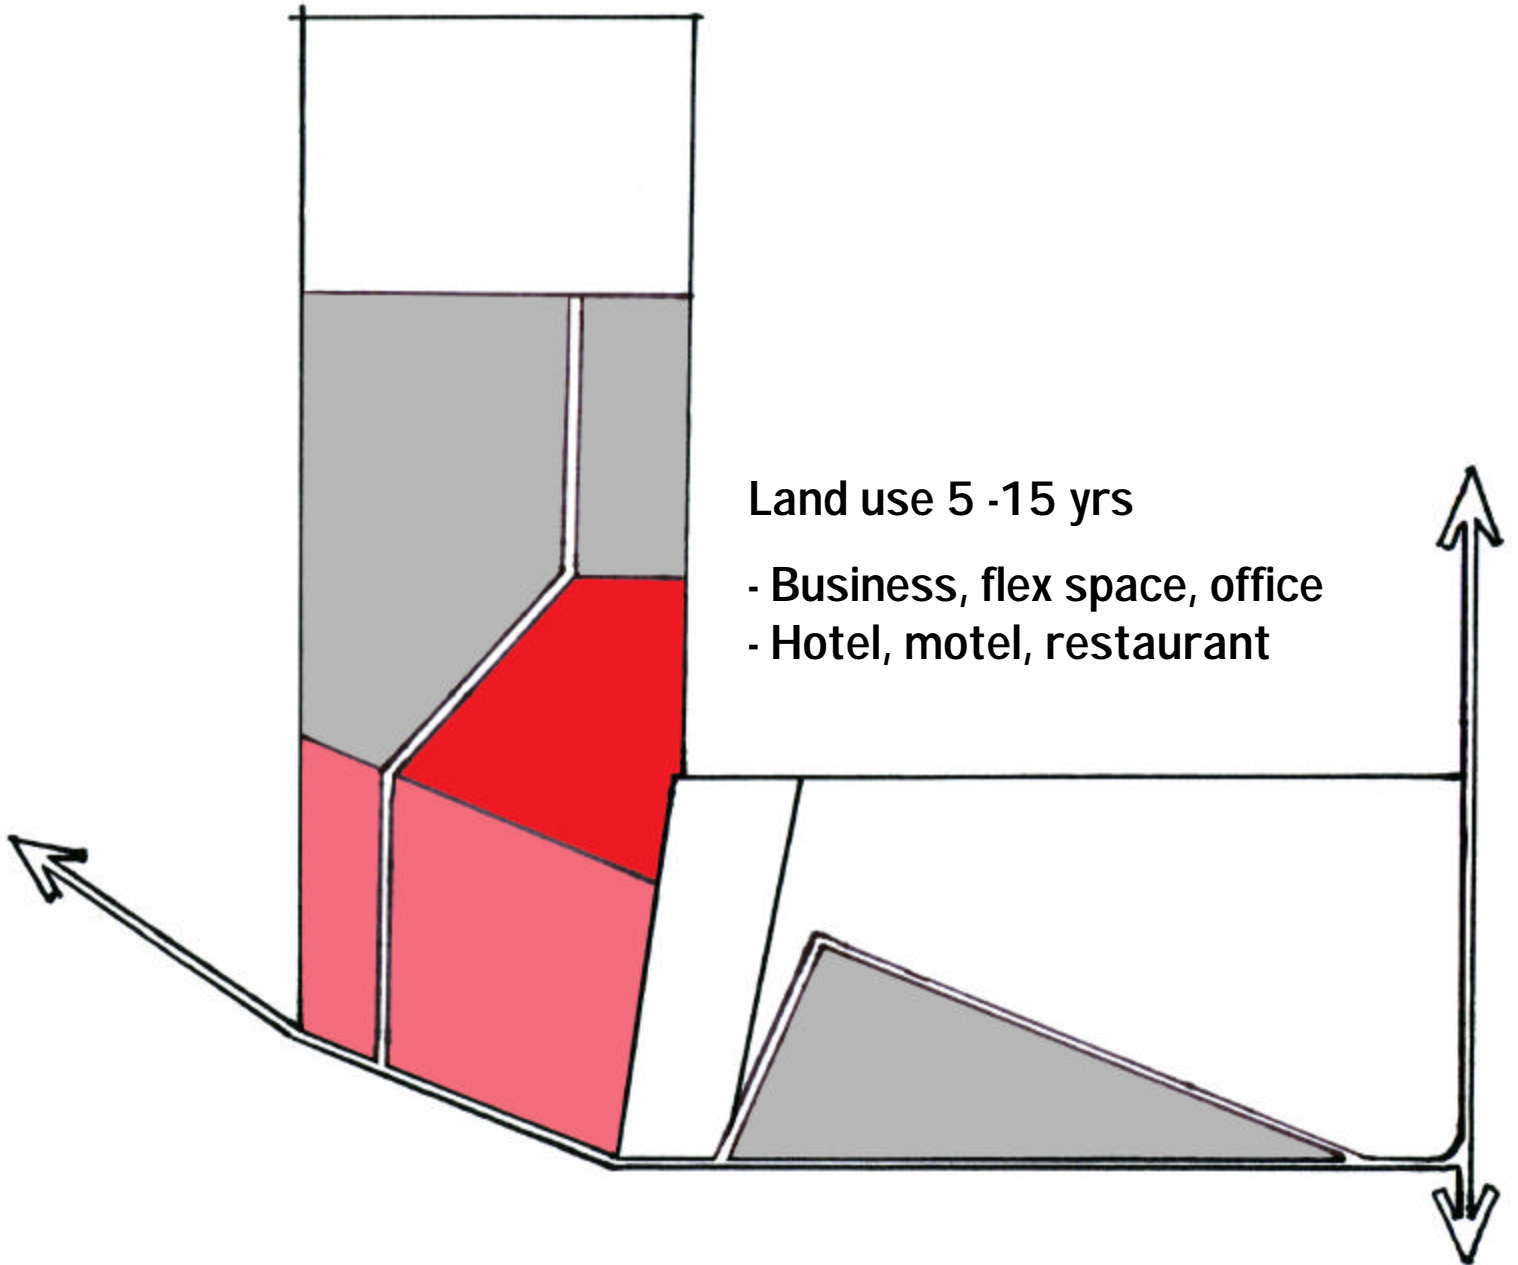 Land use 5 -15 yrs
- Business, flex space, office
- Hotel, motel, restaurant